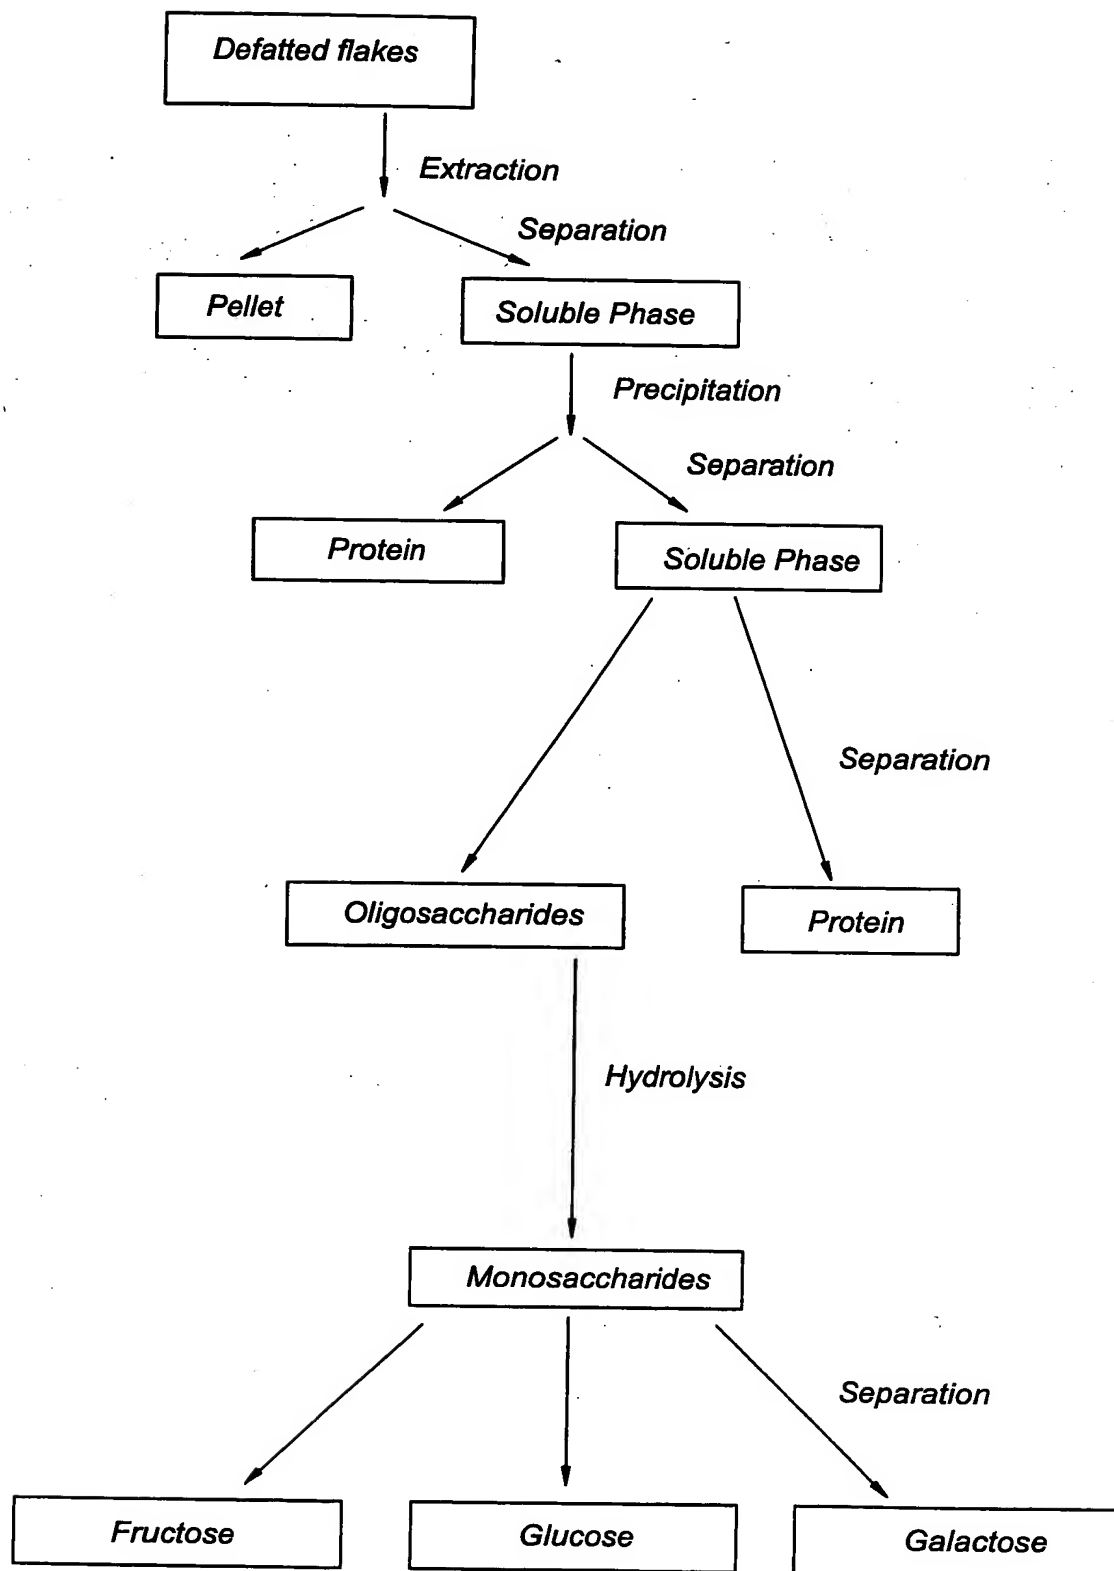 Defatted flakes
Extraction
Separation
Pellet
Soluble Phase
Precipitation
Separation
Protein
Soluble Phase
Separation
Oligosaccharides
Protein
Hydrolysis
Monosaccharides
Separation
Fructose
Glucose
Galactose